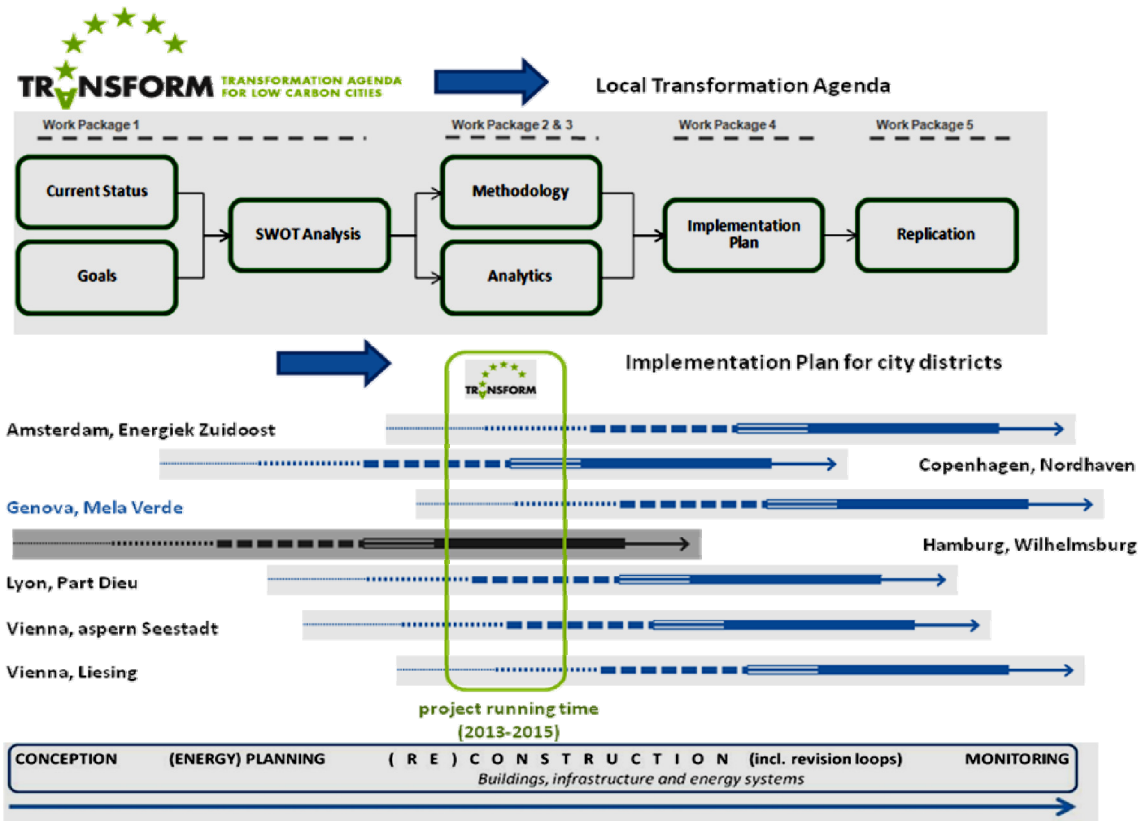 TRANSFORM
TRANSFORMATION AGENDA
FOR LOW CARBON CITIES
Local Transformation Agenda
Work Package 1
Work Package 2 & 3
Work Package 4
Work Package 5
Current Status
Goals
SWOT Analysis
Methodology
Analytics
Implementation
Plan
Replication
Implementation Plan for city districts
TRANSFORM
Amsterdam, Energiek Zuidoost
Copenhagen, Nordhaven
Genova, Mela Verde
Hamburg, Wilhelmsburg
Lyon, Part Dieu
Vienna, aspern Seestadt
Vienna, Liesing
project running time
(2013-2015)
CONCEPTION (ENERGY) PLANNING ( R E ) C O N S T R U C T I O N (incl. revision loops) MONITORING
Buildings, infrastructure and energy systems